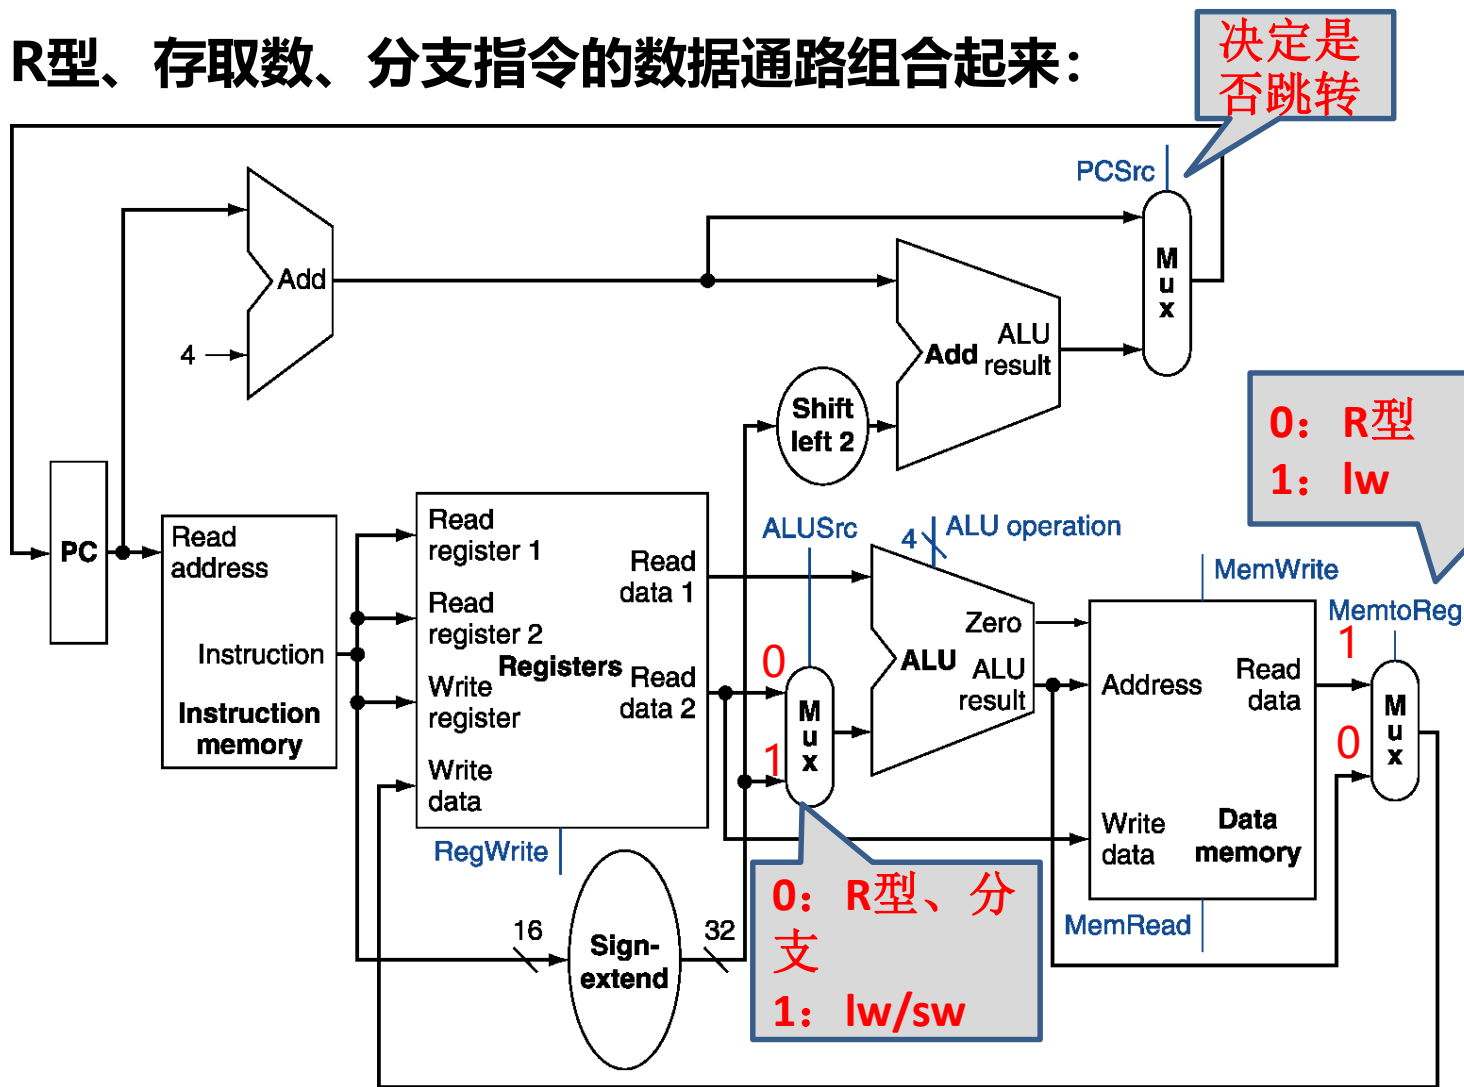 R型、存取数、分支指令的数据通路组合起来：
决定是
否跳转
PCSrc
Add
4
M
u
x
Add
ALU
result
Shift
left 2
0： R型
1： lw
PC
Read
address
Instruction
Instruction
memory
Read
register 1
Read
register 2
Write
register
Write
data
Registers
Read
data 1
Read
data 2
RegWrite
ALUSrc
0
1
M
u
x
4
ALU operation
Zero
ALU
ALU
result
MemWrite
Address
Read
data
Write
data
Data
memory
MemRead
MemtoReg
1
0
M
u
x
16
Sign-
extend
32
0： R型、分
支
1： lw/sw